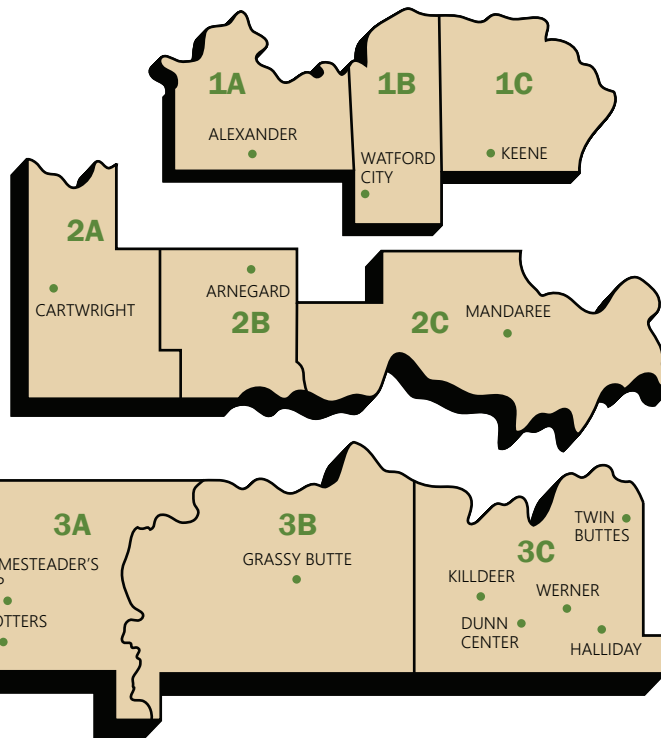 1A
1B
1C
ALEXANDER
WATFORD
CITY
KEENE
2A
CARTWRIGHT
ARNEGARD
2B
2C
MANDAREE
3A
MESTEADER'S
P
OTTERS
3B
GRASSY BUTTE
3C
TWIN
BUTTES
KILLDEER
WERNER
DUNN
CENTER
HALLIDAY